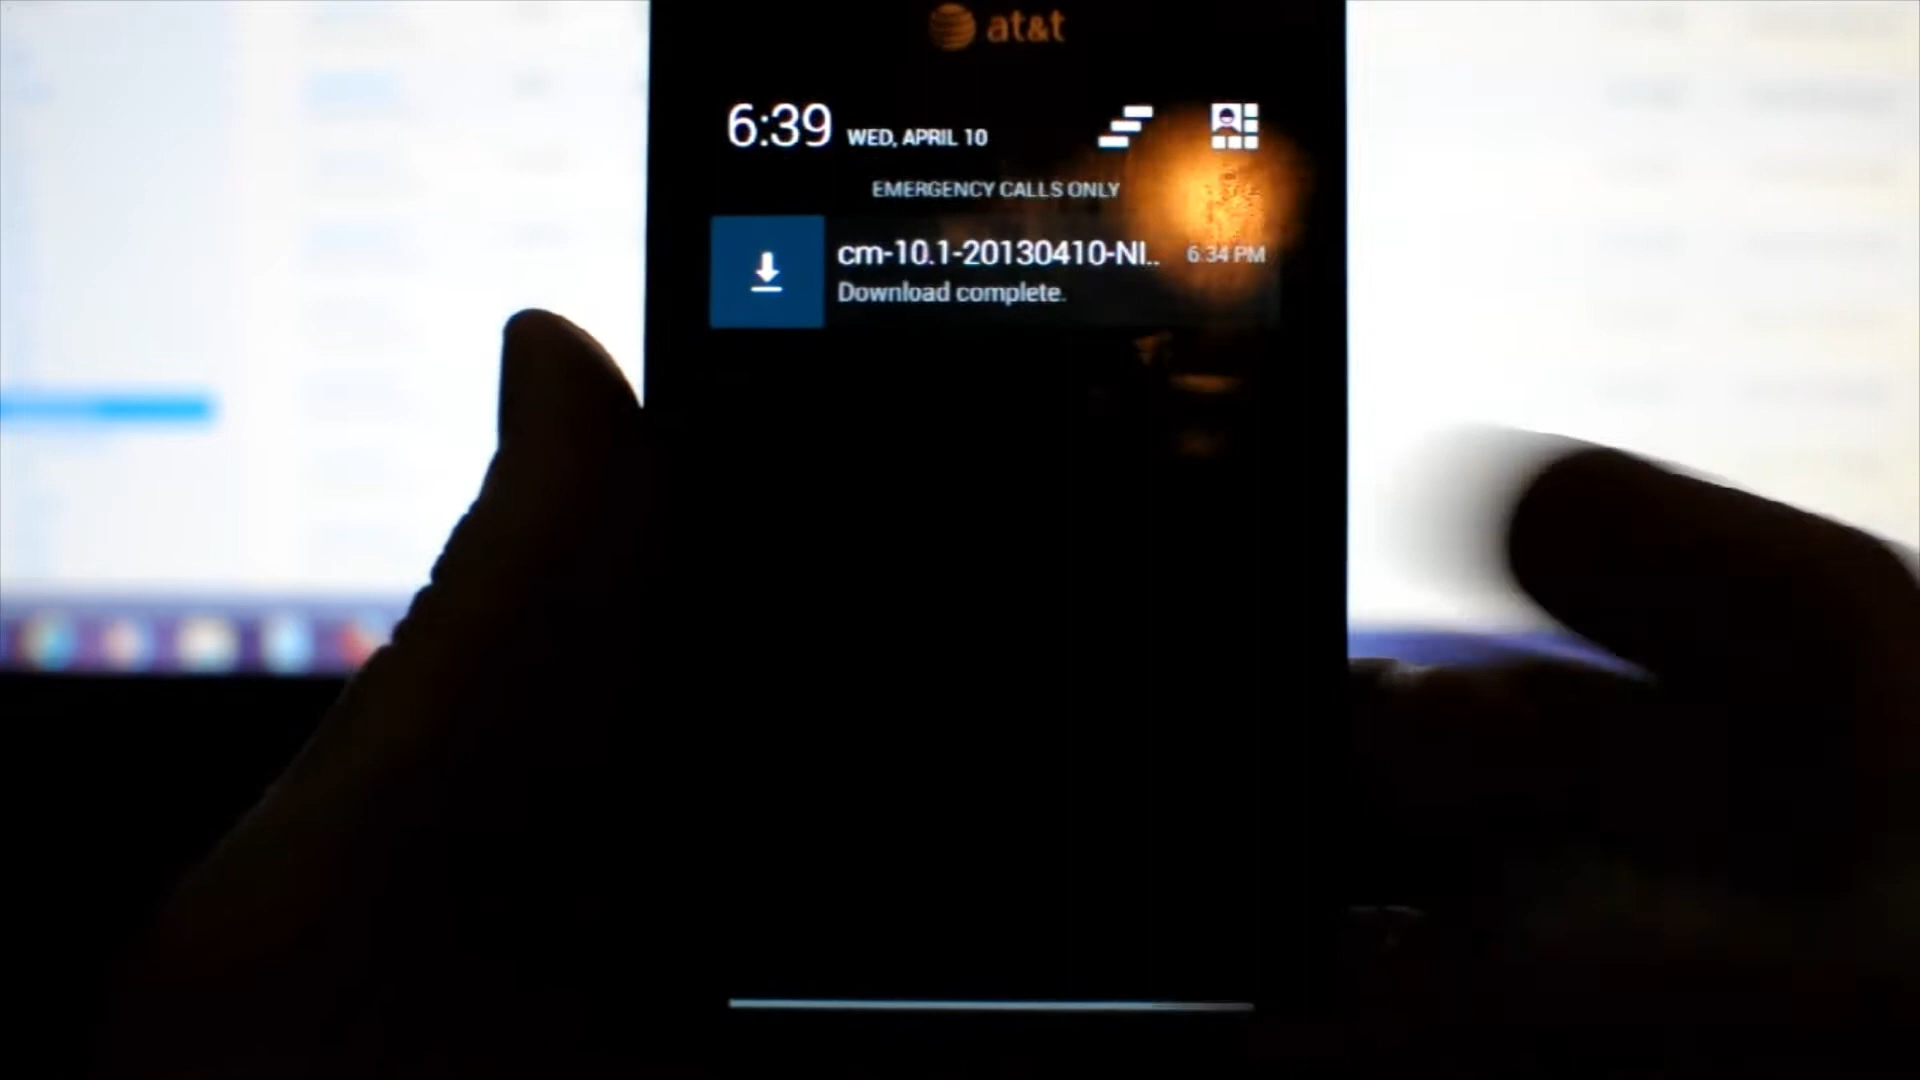 at&t
6:39 WED, APRIL 10
EMERGENCY CALLS ONLY
cm-10.1-20130410-NI.. 6:34 PM
Download complete.